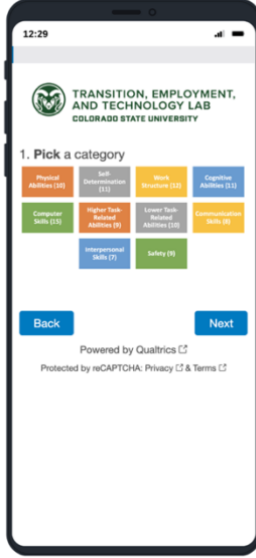 12:29
TRANSITION, EMPLOYMENT,
AND TECHNOLOGY LAB
COLORADO STATE UNIVERSITY
1. Pick a category
Physical
Abilities (10)
Self-
Determination
(11)
Work
Structure (12)
Cognitive
Abilities (11)
Computer
Skills (15)
Higher Task-
Related
Abilities (9)
Lower Task-
Related
Abilities (10)
Communication
Skills (8)
Interpersonal
Skills (7)
Safety (9)
Back
Next
Powered by Qualtrics
Protected by reCAPTCHA: Privacy & Terms